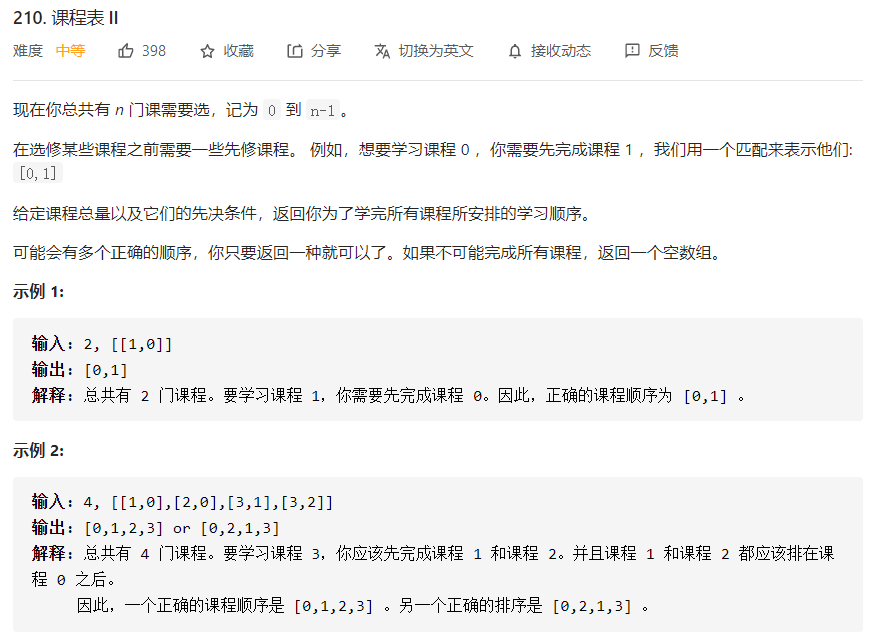 210. 课程表 II
难度 中等 398 收藏 分享 切换为英文 接收动态 反馈
现在你总共有 n 门课需要选，记为 0 到 n-1 。
在选修某些课程之前需要一些先修课程。 例如，想要学习课程 0 ，你需要先完成课程 1 ，我们用一个匹配来表示他们:
[0,1]
给定课程总量以及它们的先决条件，返回你为了学完所有课程所安排的学习顺序。
可能会有多个正确的顺序，你只要返回一种就可以了。如果不可能完成所有课程，返回一个空数组。
示例 1:
输入: 2, [[1,0]]
输出: [0,1]
解释: 总共有 2 门课程。要学习课程 1，你需要先完成课程 0。因此，正确的课程顺序为 [0,1] 。
示例 2:
输入: 4, [[1,0],[2,0],[3,1],[3,2]]
输出: [0,1,2,3] or [0,2,1,3]
解释: 总共有 4 门课程。要学习课程 3，你应该先完成课程 1 和课程 2。并且课程 1 和课程 2 都应该排在课
程 0 之后。
因此，一个正确的课程顺序是 [0,1,2,3] 。另一个正确的排序是 [0,2,1,3] 。